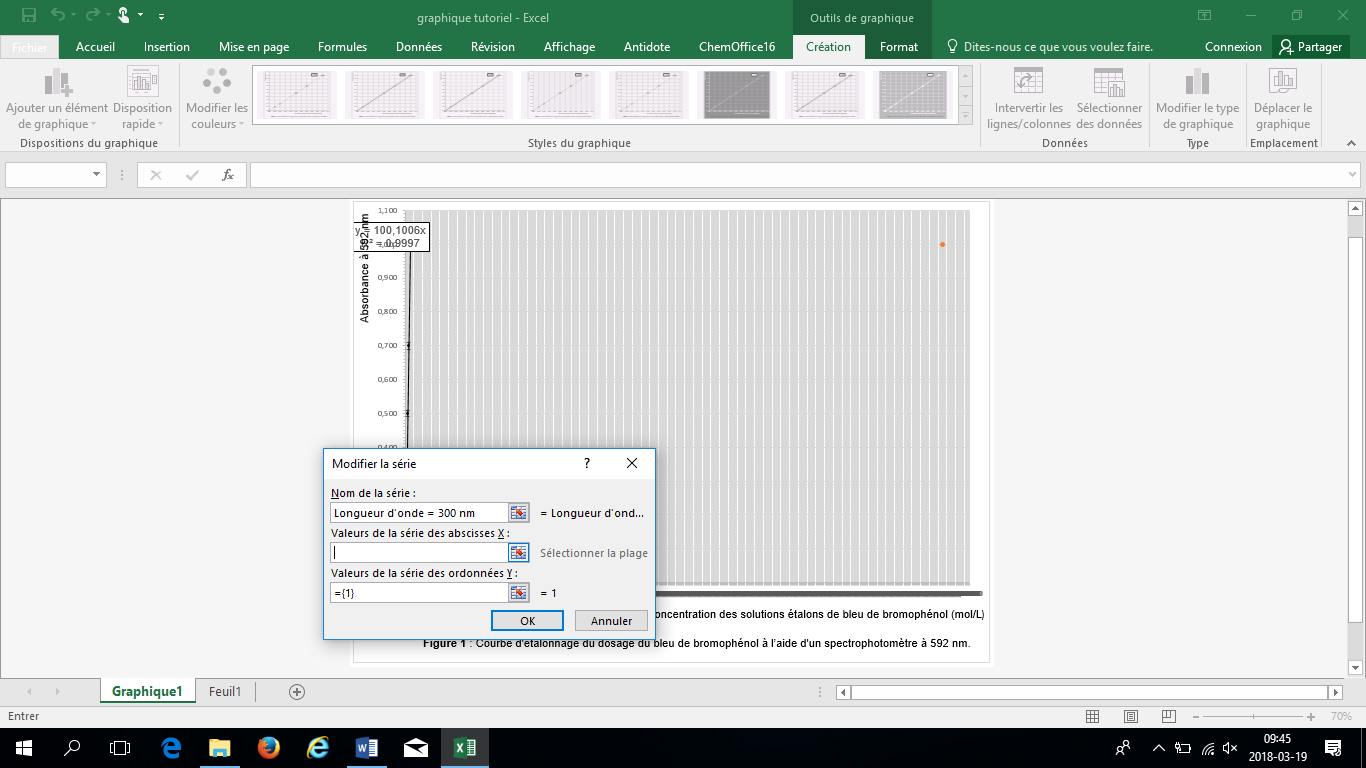 graphique tutoriel - Excel
Outils de graphique
Fichier Accueil Insertion Mise en page Formules Données Révision Affichage Antidote ChemOffice16 Création Format Dites-nous ce que vous voulez faire. Connexion Partager
Ajouter un élément de graphique
Disposition rapide
Dispositions du graphique
Modifier les couleurs
Styles du graphique
Intervertir les lignes/colonnes
Sélectionner des données
Données
Modifier le type de graphique
Type
Déplacer le graphique
Emplacement
fx
1,100
y = 100,1006x
= 0,9997
Absorbance à 592 nm
0,900
0,800
0,700
0,600
0,500
0,400
Modifier la série ?
Nom de la série :
Longueur d'onde = 300 nm = Longueur d'ond...
Valeurs de la série des abscisses X :
Sélectionner la plage
Valeurs de la série des ordonnées Y :
={1} = 1
OK Annuler
oncentration des solutions étalons de bleu de bromophénol (mol/L)
Figure 1 : Courbe d'étalonnage du dosage du bleu de bromophénol à l'aide d'un spectrophotomètre à 592 nm.
Graphique1 Feuil1
Entrer
70%
09:45
2018-03-19